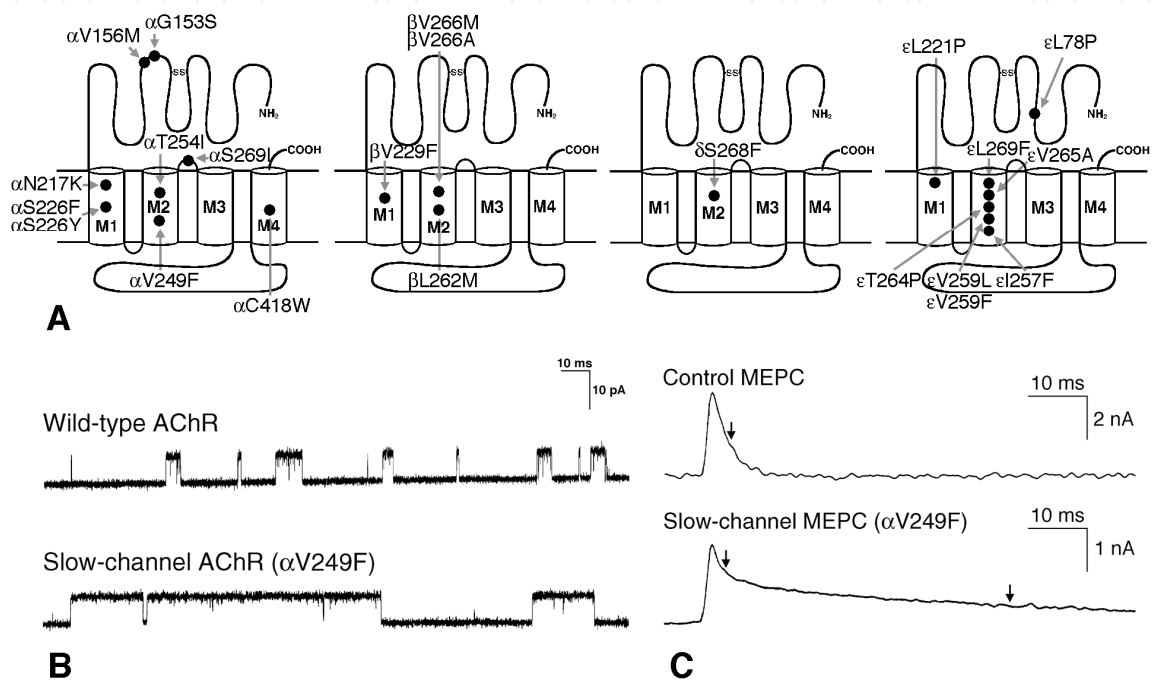 αV156M
αG153S
ss
NH2
αT254I
αS269I
COOH
αN217K
αS226F
αS226Y
M1
M2
M3
M4
αV249F
αC418W
βV266M
βV266A
ss
NH2
βV229F
COOH
M1
M2
M3
M4
βL262M
ss
NH2
δS268F
COOH
M1
M2
M3
M4
εL221P
εL78P
ss
NH2
εL269F
εV265A
COOH
M1
M3
M4
εT264P
εV259L
εI257F
εV259F
A
10 ms
10 pA
Wild-type AChR
Slow-channel AChR (αV249F)
B
Control MEPC
10 ms
2 nA
Slow-channel MEPC (αV249F)
10 ms
1 nA
C